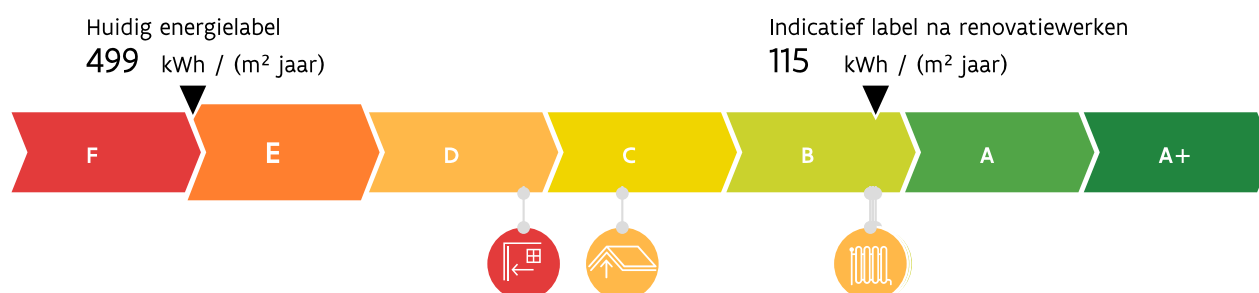 Huidig energielabel
499 kWh / (m² jaar)
Indicatief label na renovatiewerken
115 kWh / (m² jaar)
F E D C B A A+